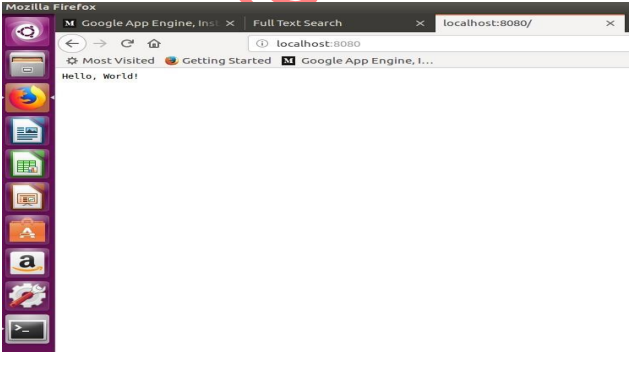 Mozilla Firefox
M Google App Engine, Inst × Full Text Search × localhost:8080/ ×
localhost:8080
Most Visited Getting Started M Google App Engine, I...
Hello, World!
A
a
>_